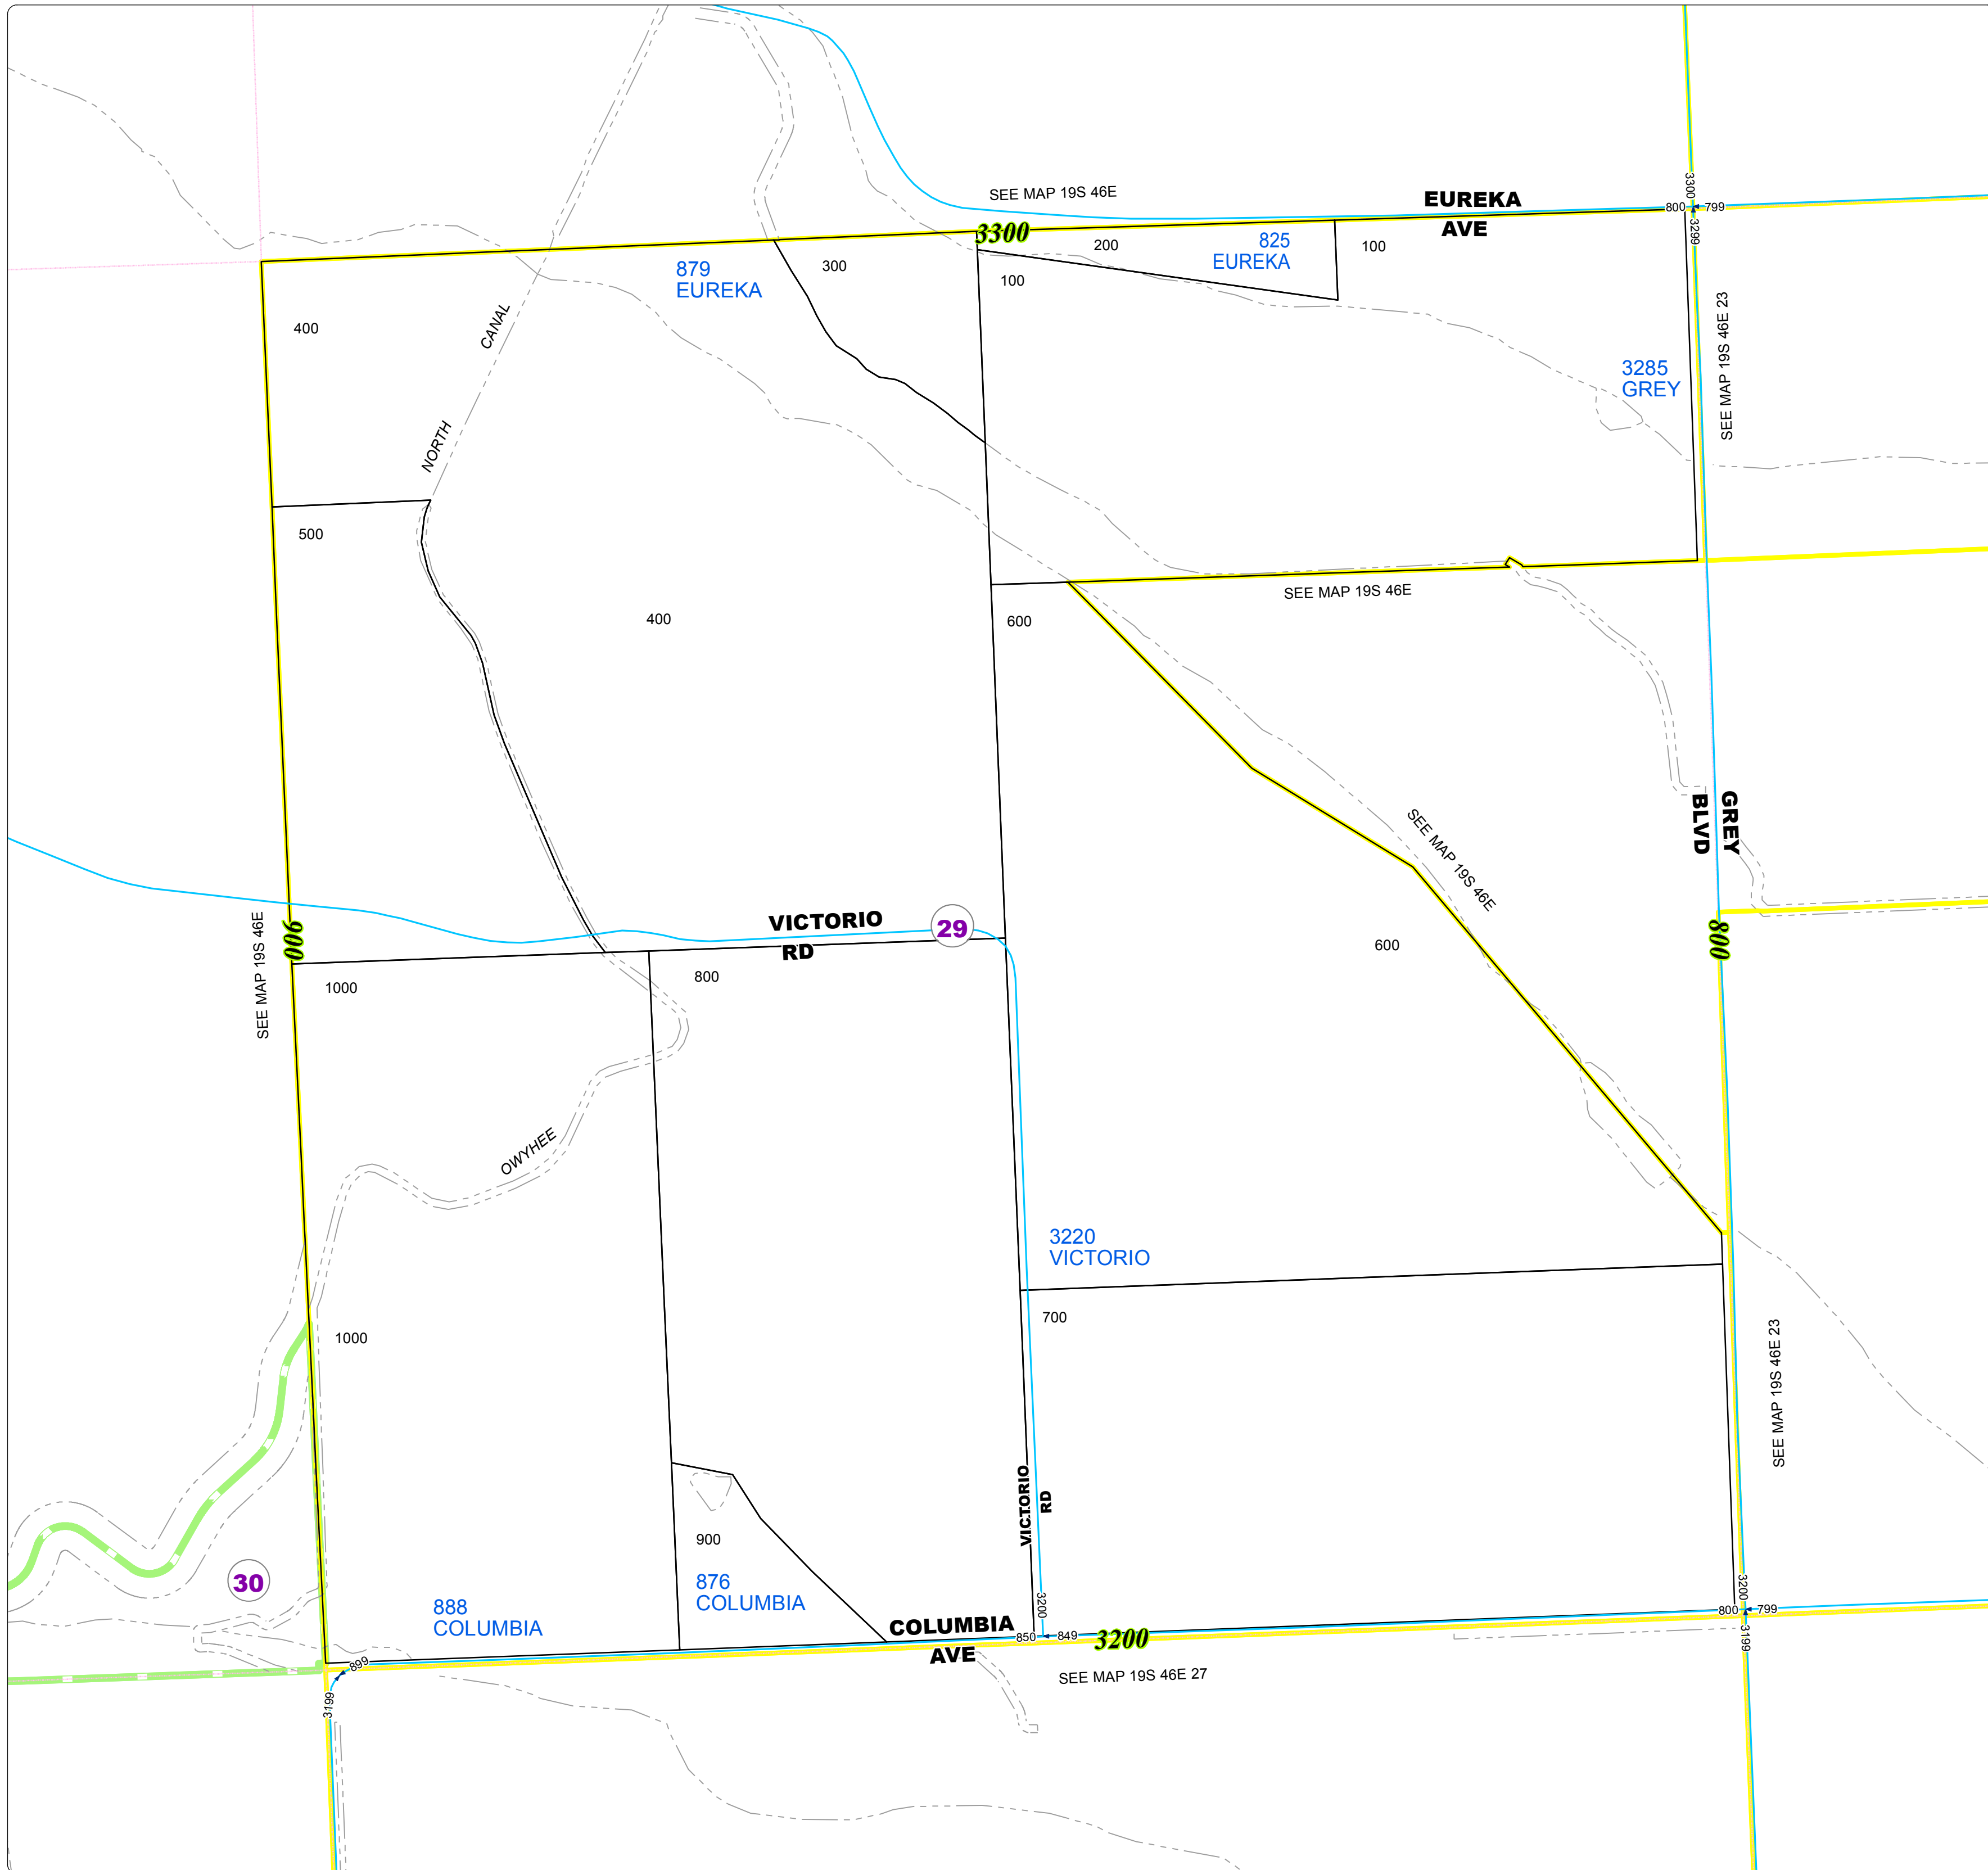 SEE MAP 19S 46E
EUREKA
AVE
3300
800
799
3299
3300
879
EUREKA
300
200
825
EUREKA
100
100
400
CANAL
NORTH
3285
GREY
SEE MAP 19S 46E 23
500
400
600
SEE MAP 19S 46E
GREY
BLVD
SEE MAP 19S 46E
600
800
SEE MAP 19S 46E
900
VICTORIO
RD
29
1000
800
OWYHEE
3220
VICTORIO
700
1000
SEE MAP 19S 46E 23
VICTORIO
RD
900
876
COLUMBIA
30
888
COLUMBIA
COLUMBIA
AVE
3200
850
849
3200
3200
800
799
3199
899
3199
SEE MAP 19S 46E 27